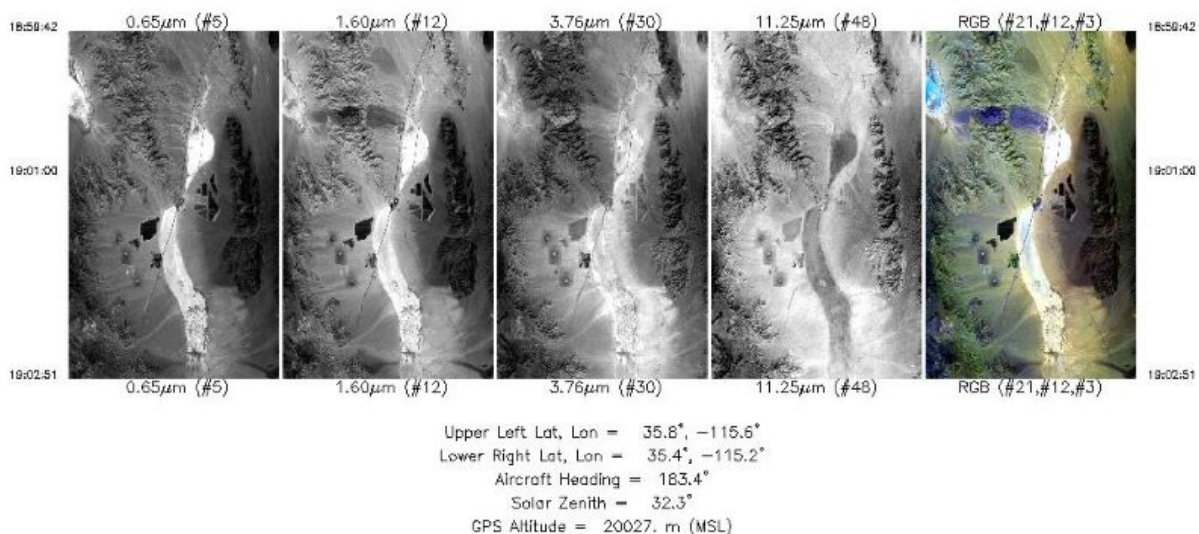 0.65μm (#5) 1.60μm (#12) 3.76μm (#30) 11.25μm (#48) RGB (#21,#12,#3)
18:59:42 18:59:42
19:01:00 19:01:00
19:02:51 19:02:51
0.65μm (#5) 1.60μm (#12) 3.76μm (#30) 11.25μm (#48) RGB (#21,#12,#3)
Upper Left Lat, Lon = 35.8°, -115.6°
Lower Right Lat, Lon = 35.4°, -115.2°
Aircraft Heading = 183.4°
Solar Zenith = 32.3°
GPS Altitude = 20027. m (MSL)